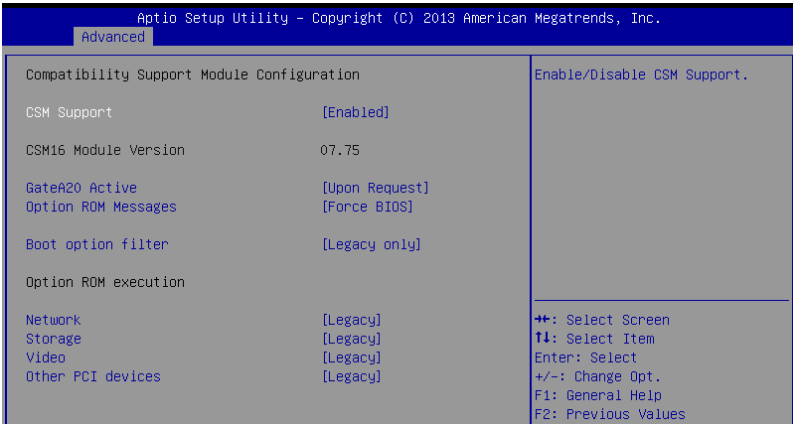 Aptio Setup Utility – Copyright (C) 2013 American Megatrends, Inc.
Advanced
Compatibility Support Module Configuration
CSM Support [Enabled]
CSM16 Module Version 07.75
GateA20 Active [Upon Request]
Option ROM Messages [Force BIOS]
Boot option filter [Legacy only]
Option ROM execution
Network [Legacy]
Storage [Legacy]
Video [Legacy]
Other PCI devices [Legacy]
Enable/Disable CSM Support.
→←: Select Screen
↑↓: Select Item
Enter: Select
+/-: Change Opt.
F1: General Help
F2: Previous Values